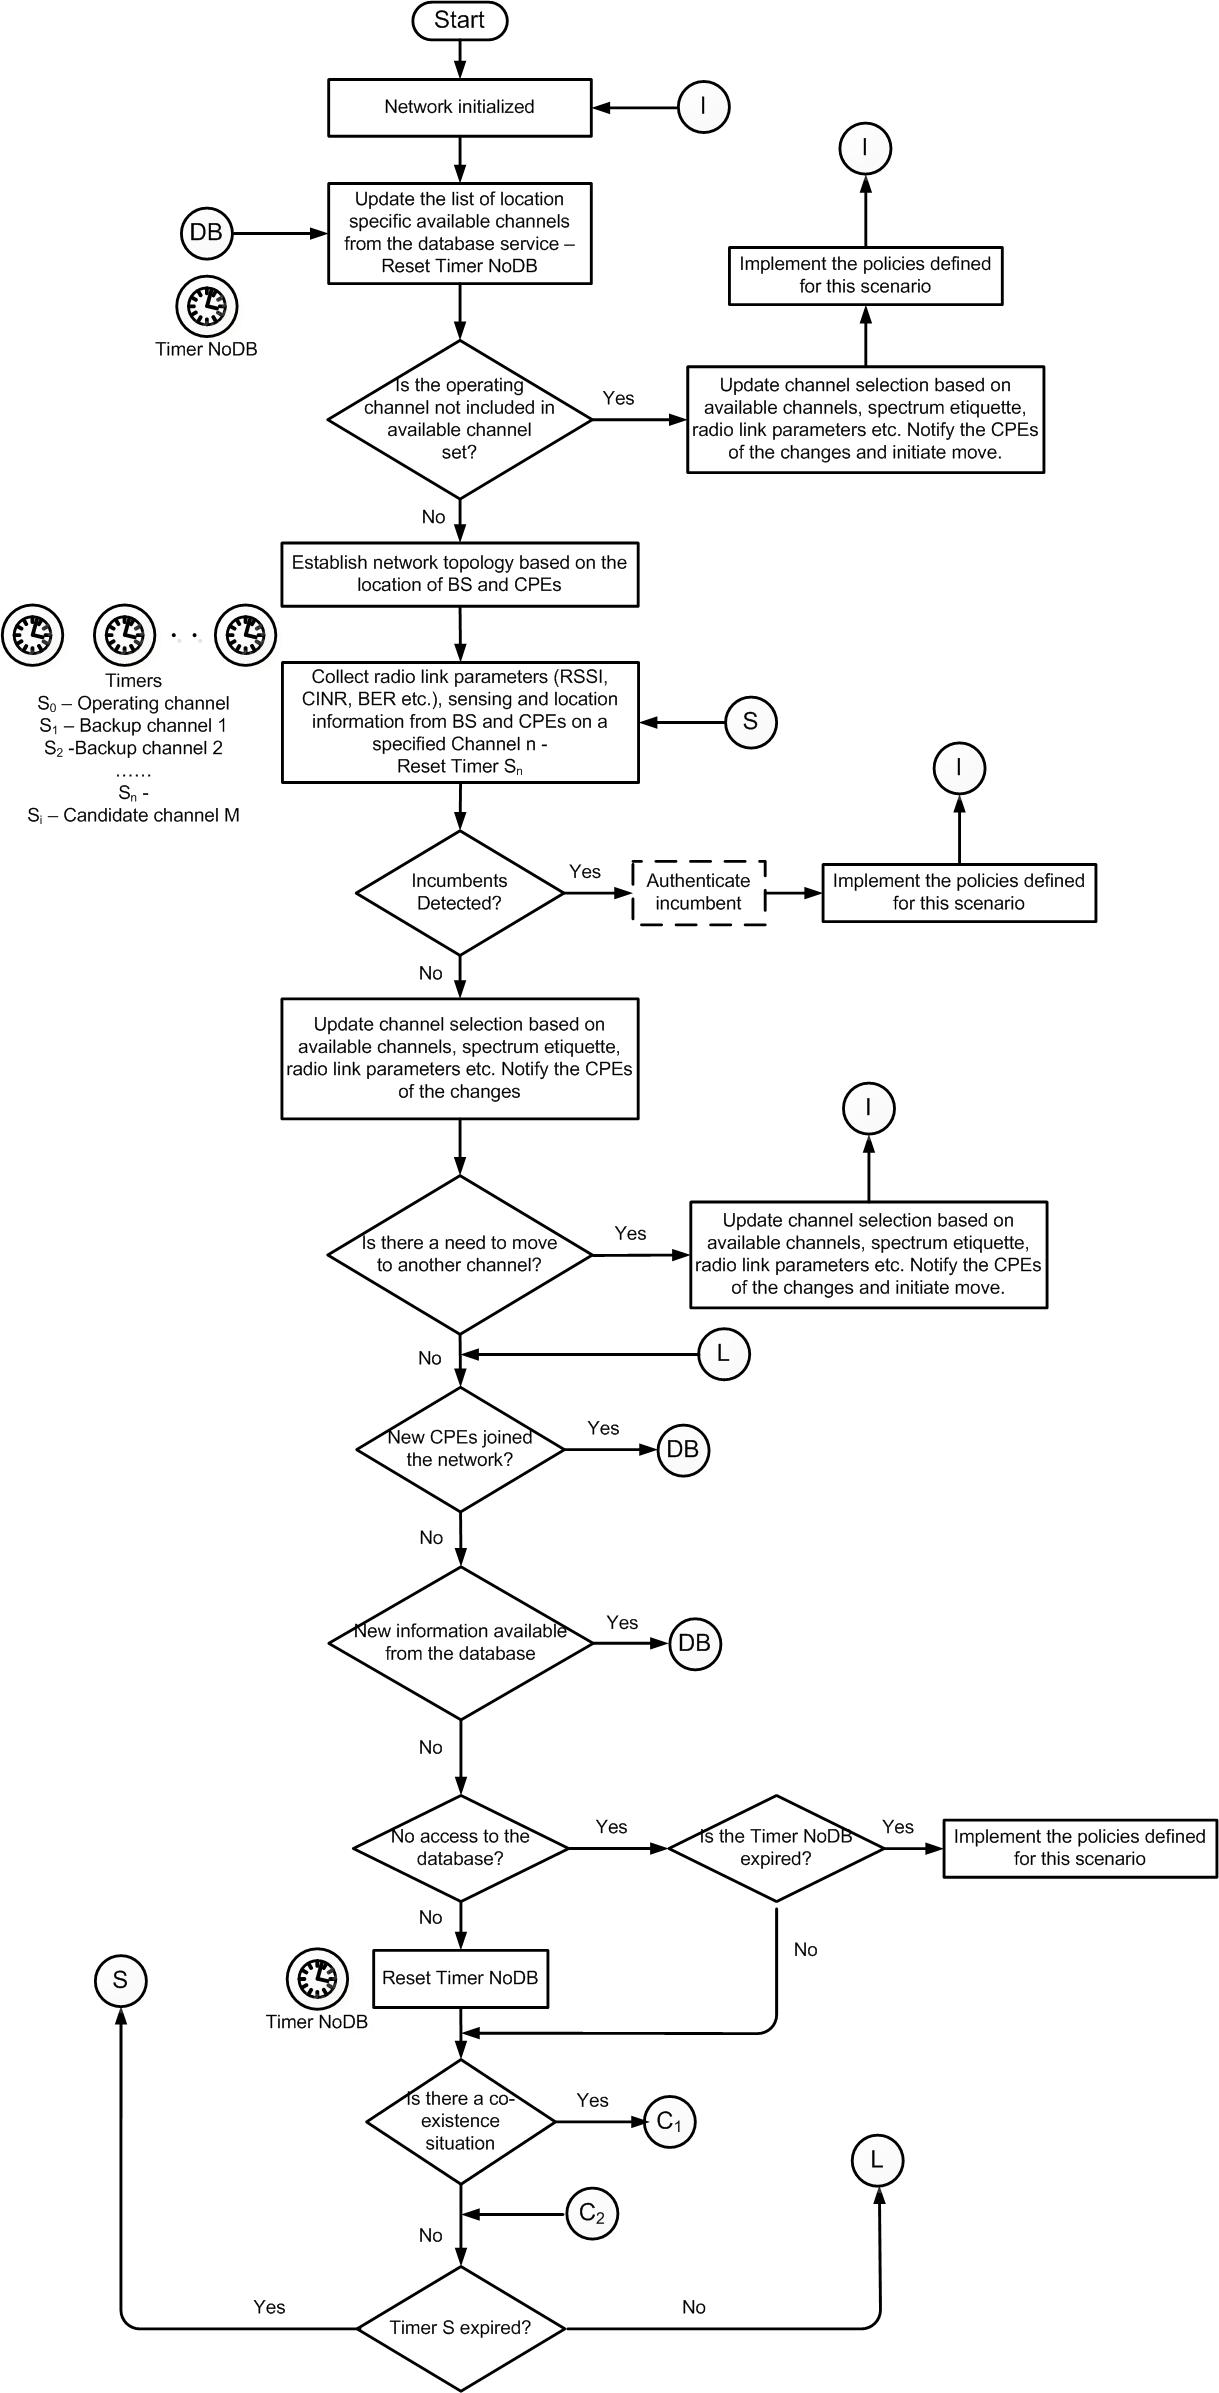 Start
Network initialized
I
I
Update the list of location
specific available channels
from the database service –
Reset Timer NoDB
DB
Timer NoDB
Implement the policies defined
for this scenario
Is the operating
channel not included in
available channel
set?
Yes
Update channel selection based on
available channels, spectrum etiquette,
radio link parameters etc. Notify the CPEs
of the changes and initiate move.
No
Establish network topology based on the
location of BS and CPEs
Timers
S0 – Operating channel
S1 – Backup channel 1
S2 -Backup channel 2
......
Sn -
Si – Candidate channel M
Collect radio link parameters (RSSI,
CINR, BER etc.), sensing and location
information from BS and CPEs on a
specified Channel n -
Reset Timer Sn
S
I
Incumbents
Detected?
Yes
Authenticate
incumbent
Implement the policies defined
for this scenario
No
Update channel selection based on
available channels, spectrum etiquette,
radio link parameters etc. Notify the CPEs
of the changes
I
Is there a need to move
to another channel?
Yes
Update channel selection based on
available channels, spectrum etiquette,
radio link parameters etc. Notify the CPEs
of the changes and initiate move.
No
L
New CPEs joined
the network?
Yes
DB
No
New information available
from the database
Yes
DB
No
No access to the
database?
Yes
Is the Timer NoDB
expired?
Yes
Implement the policies defined
for this scenario
No
No
Reset Timer NoDB
Timer NoDB
S
Is there a co-
existence
situation
Yes
C1
L
C2
No
Timer S expired?
Yes
No